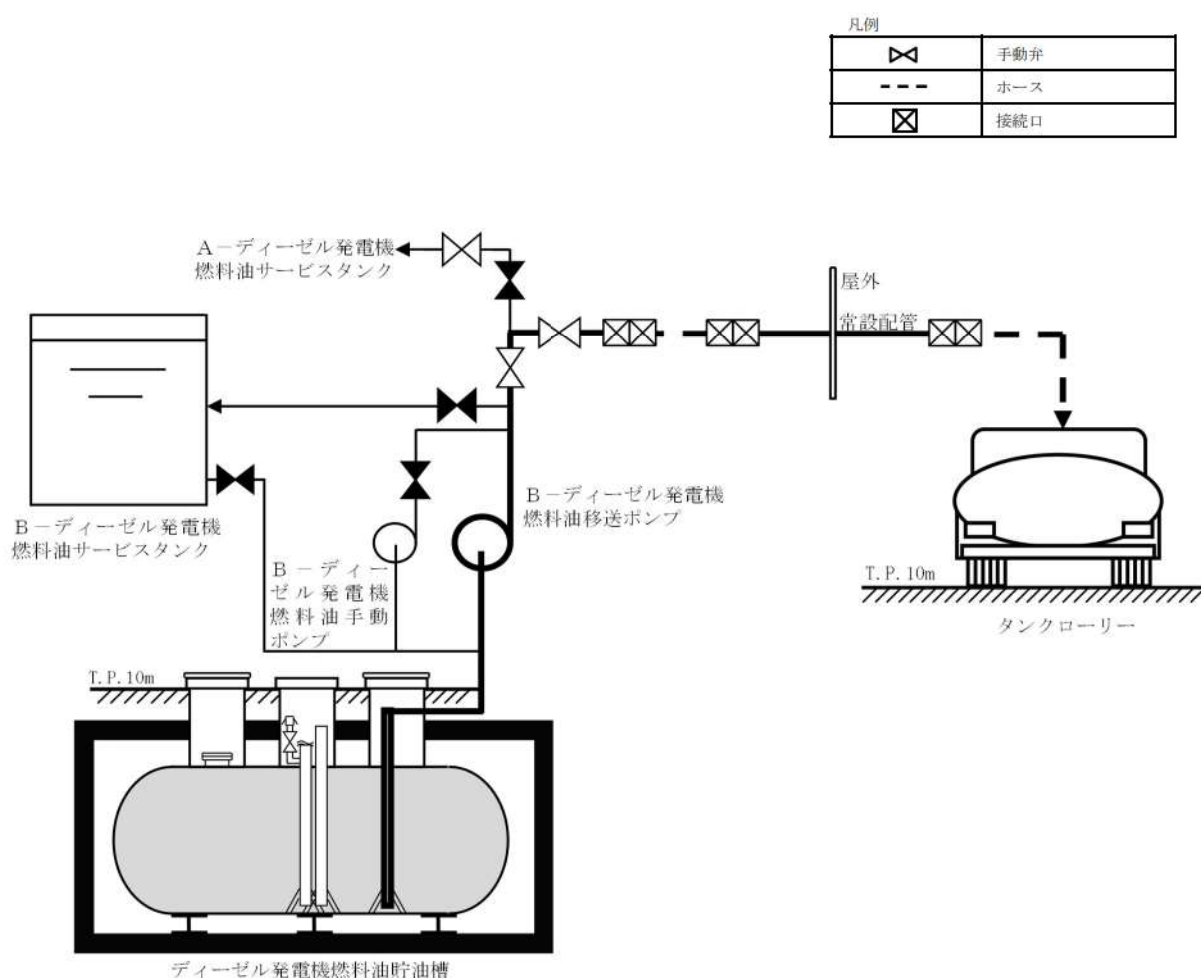 凡例
手動弁
ホース
接続口
A-ディーゼル発電機
燃料油サービスタンク
屋外
常設配管
B-ディーゼル発電機
燃料油サービスタンク
B-ディーゼル発電機
燃料油移送ポンプ
B-ディー
ゼル発電機
燃料油手動
ポンプ
T.P.10m
タンクローリー
T.P.10m
ディーゼル発電機燃料油貯油槽